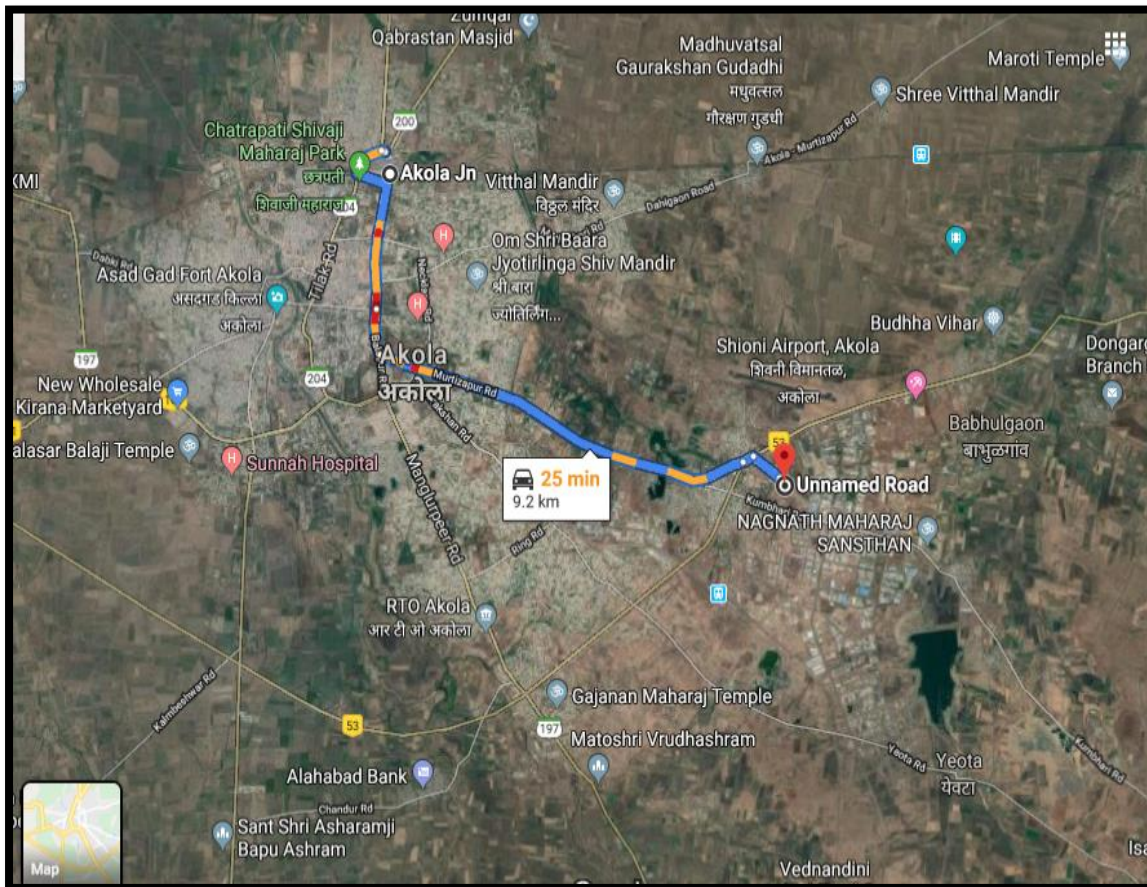 Qabrastan Masjid
Madhuvatsal
Gaurakshan Gudadhi
मधुवत्सल
गौरक्षण गुडधी
Maroti Temple
Shree Vitthal Mandir
200
Chatrapati Shivaji
Maharaj Park
छत्रपती
शिवाजी महाराज
Akola Jn
Akola - Murtizapur Rd
XMI
Vitthal Mandir
विठ्ठल मंदिर
Dahigaon Road
204
Dabki Rd
Tilak Rd
Om Shri Baara
Jyotirlinga Shiv Mandir
श्री बारा
ज्योतिर्लिंग...
Asad Gad Fort Akola
असदगड किल्ला
अकोला
Budhha Vihar
Shioni Airport, Akola
शिवनी विमानतळ,
अकोला
Dongarg
Branch
197
Akola
अकोला
Murtizapur Rd
204
New Wholesale
Kirana Marketyard
Babhulgaon
बाभुळगांव
alasar Balaji Temple
Sunnah Hospital
53
25 min
9.2 km
Unnamed Road
Kumbhari
Manglurpeer Rd
Ring Rd
NAGNATH MAHARAJ
SANSTHAN
RTO Akola
आर टी ओ अकोला
Kalmbeshwar Rd
Gajanan Maharaj Temple
53
197
Matoshri Vrudhashram
Kumbhari Rd
Yeota Rd
Yeota
येवटा
Alahabad Bank
Chandur Rd
Sant Shri Asharamji
Bapu Ashram
Map
Vednandini
Isa